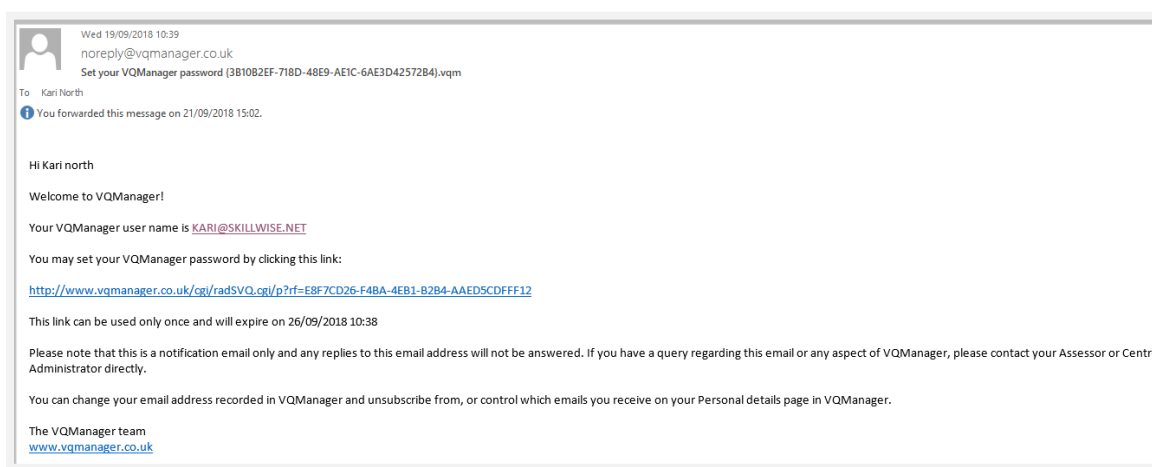 Wed 19/09/2018 10:39
noreply@vqmanager.co.uk
Set your VQManager password {3B10B2EF-718D-48E9-AE1C-6AE3D42572B4}.vqm
To Kari North
You forwarded this message on 21/09/2018 15:02.
Hi Kari north
Welcome to VQManager!
Your VQManager user name is KARI@SKILLWISE.NET
You may set your VQManager password by clicking this link:
http://www.vqmanager.co.uk/cgi/radSVQ.cgi/p?rf=E8F7CD26-F4BA-4EB1-B2B4-AAED5CDFFF12
This link can be used only once and will expire on 26/09/2018 10:38
Please note that this is a notification email only and any replies to this email address will not be answered. If you have a query regarding this email or any aspect of VQManager, please contact your Assessor or Centr
Administrator directly.
You can change your email address recorded in VQManager and unsubscribe from, or control which emails you receive on your Personal details page in VQManager.
The VQManager team
www.vqmanager.co.uk